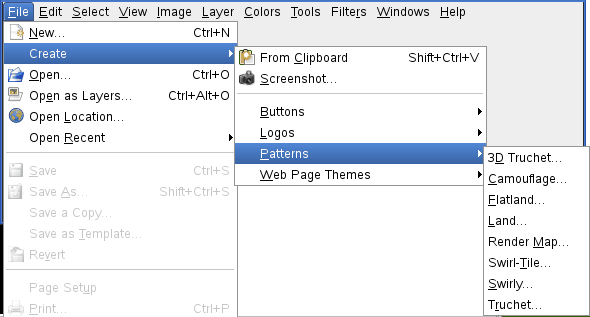 File Edit Select View Image Layer Colors Tools Filters Windows Help
New... Ctrl+N
Create
Open... Ctrl+O
Open as Layers... Ctrl+Alt+O
Open Location...
Open Recent
Save Ctrl+S
Save As... Shift+Ctrl+S
Save a Copy...
Save as Template...
Revert
Page Setup
Print... Ctrl+P
From Clipboard Shift+Ctrl+V
Screenshot...
Buttons
Logos
Patterns
Web Page Themes
3D Truchet...
Camouflage...
Flatland...
Land...
Render Map...
Swirl-Tile...
Swirly...
Truchet...